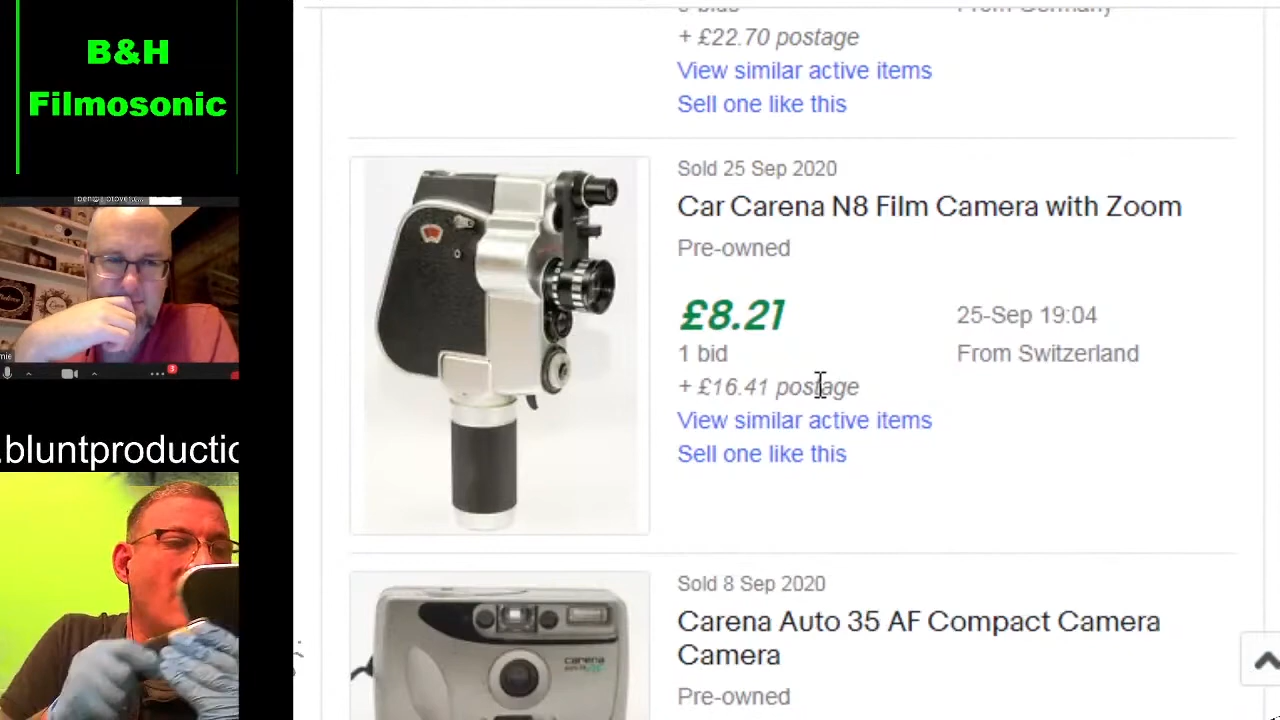 B&H
Filmosonic
.bluntproductio
+ £22.70 postage
View similar active items
Sell one like this
Sold 25 Sep 2020
Car Carena N8 Film Camera with Zoom
Pre-owned
£8.21
25-Sep 19:04
1 bid
From Switzerland
+ £16.41 postage
View similar active items
Sell one like this
Sold 8 Sep 2020
Carena Auto 35 AF Compact Camera
Camera
Pre-owned
carena
3